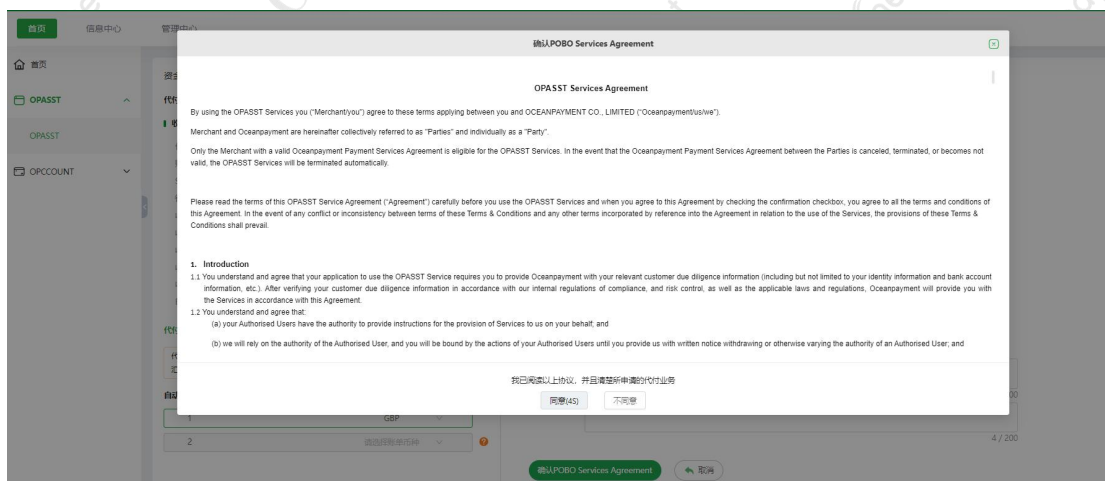 首页 信息中心 管理中心
确认POBO Services Agreement
首页
OPASST
OPASST
OPCCOUNT
OPASST Services Agreement
By using the OPASST Services you ("Merchant/you") agree to these terms applying between you and OCEANPAYMENT CO., LIMITED ("Oceanpayment/us/we").
Merchant and Oceanpayment are hereinafter collectively referred to as "Parties" and individually as a "Party".
Only the Merchant with a valid Oceanpayment Payment Services Agreement is eligible for the OPASST Services. In the event that the Oceanpayment Payment Services Agreement between the Parties is canceled, terminated, or becomes not
valid, the OPASST Services will be terminated automatically.
Please read the terms of this OPASST Service Agreement ("Agreement") carefully before you use the OPASST Services and when you agree to this Agreement by checking the confirmation checkbox, you agree to all the terms and conditions of
this Agreement. In the event of any conflict or inconsistency between terms of these Terms & Conditions and any other terms incorporated by reference into the Agreement in relation to the use of the Services, the provisions of these Terms &
Conditions shall prevail.
1. Introduction
1.1 You understand and agree that your application to use the OPASST Service requires you to provide Oceanpayment with your relevant customer due diligence information (including but not limited to your identity information and bank account
information, etc.). After verifying your customer due diligence information in accordance with our internal regulations of compliance, and risk control, as well as the applicable laws and regulations, Oceanpayment will provide you with
the Services in accordance with this Agreement.
1.2 You understand and agree that:
(a) your Authorised Users have the authority to provide instructions for the provision of Services to us on your behalf, and
(b) we will rely on the authority of the Authorised User, and you will be bound by the actions of your Authorised Users until you provide us with written notice withdrawing or otherwise varying the authority of an Authorised User; and
我已阅读以上协议，并且清楚所申请的代付业务
同意(4S) 不同意
1 GBP
2 请选择账单币种
4 / 200
确认POBO Services Agreement 取消